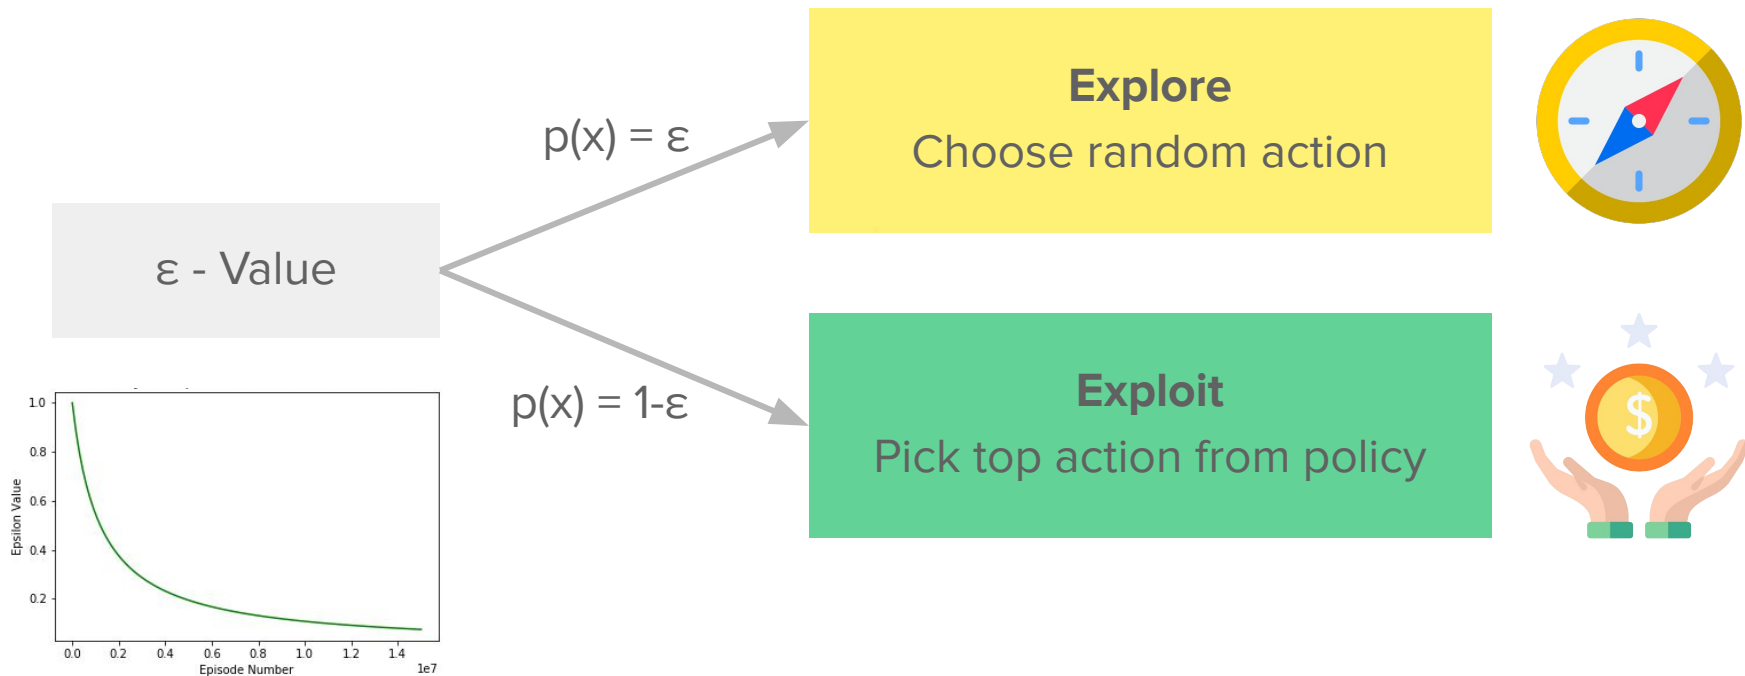 Explore
Choose random action
p(x) = ε
ε - Value
p(x) = 1-ε
Exploit
Pick top action from policy
$
1.0
0.8
0.6
0.4
0.2
Epsilon Value
0.0 0.2 0.4 0.6 0.8 1.0 1.2 1.4
1e7
Episode Number